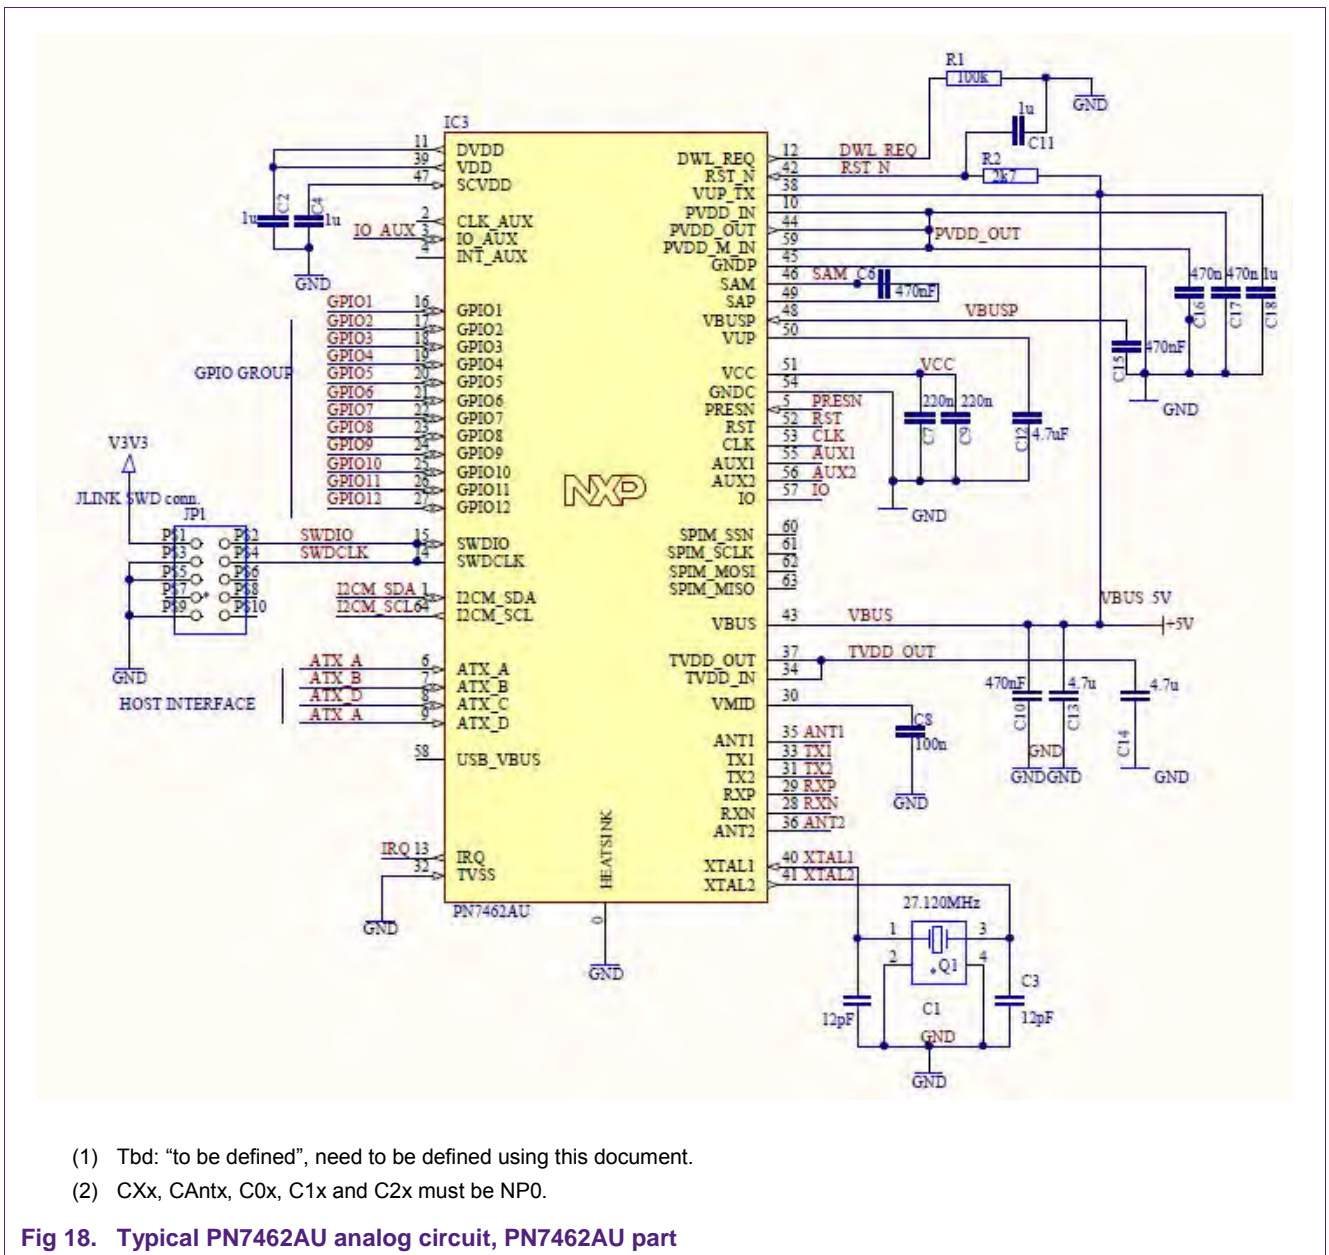 R1
100k
GND
1u
C11
IC3
11
DVDD
39
VDD
47
SCVDD
C2
C4
1u
1u
GND
2
CLK_AUX
IO_AUX 3
IO_AUX
4
INT_AUX
DWL_REQ
12
DWL_REQ
RST_N
42
RST_N
R2
2k7
VUP_TX
38
PVDD_IN
10
PVDD_OUT
44
PVDD_OUT
PVDD_M_IN
59
GNDP
45
SAM
46
SAM
C6
470nF
SAP
49
VBUSP
48
VBUSP
VUP
50
470n
470n
1u
C16
C17
C18
470nF
C15
GND
VCC
51
VCC
GNDC
54
PRESN
5
PRESN
RST
52
RST
CLK
53
CLK
AUX1
55
AUX1
AUX2
56
AUX2
IO
57
IO
220n
220n
C7
C9
C12
4.7uF
GND
GPIO GROUP
GPIO1
16
GPIO1
GPIO2
17
GPIO2
GPIO3
18
GPIO3
GPIO4
19
GPIO4
GPIO5
20
GPIO5
GPIO6
21
GPIO6
GPIO7
22
GPIO7
GPIO8
23
GPIO8
GPIO9
24
GPIO9
GPIO10
25
GPIO10
GPIO11
26
GPIO11
GPIO12
27
GPIO12
NXP
V3V3
JLINK SWD conn.
JP1
P$1
P$2
P$3
P$4
P$5
P$6
P$7
P$8
P$9
P$10
GND
SWDIO
15
SWDIO
SWDCLK
14
SWDCLK
I2CM_SDA
1
I2CM_SDA
I2CM_SCL
64
I2CM_SCL
SPIM_SSN
60
SPIM_SCLK
61
SPIM_MOSI
62
SPIM_MISO
63
VBUS
43
VBUS
VBUS 5V
+5V
HOST INTERFACE
ATX_A
6
ATX_A
ATX_B
7
ATX_B
ATX_D
8
ATX_C
ATX_A
9
ATX_D
58
USB_VBUS
TVDD_OUT
37
TVDD OUT
TVDD_IN
34
VMID
30
C8
100n
GND
470nF
C10
4.7u
C13
4.7u
C14
GND
GND
GND
GND
ANT1
35
ANT1
TX1
33
TX1
TX2
31
TX2
RXP
29
RXP
RXN
28
RXN
ANT2
36
ANT2
IRQ
13
IRQ
32
TVSS
GND
HEATSINK
0
GND
PN7462AU
XTAL1
40
XTAL1
XTAL2
41
XTAL2
27.120MHz
1
3
2
4
Q1
12pF
C1
C3
12pF
GND
GND
(1) Tbd: “to be defined”, need to be defined using this document.
(2) CXx, CAntx, C0x, C1x and C2x must be NP0.
Fig 18. Typical PN7462AU analog circuit, PN7462AU part